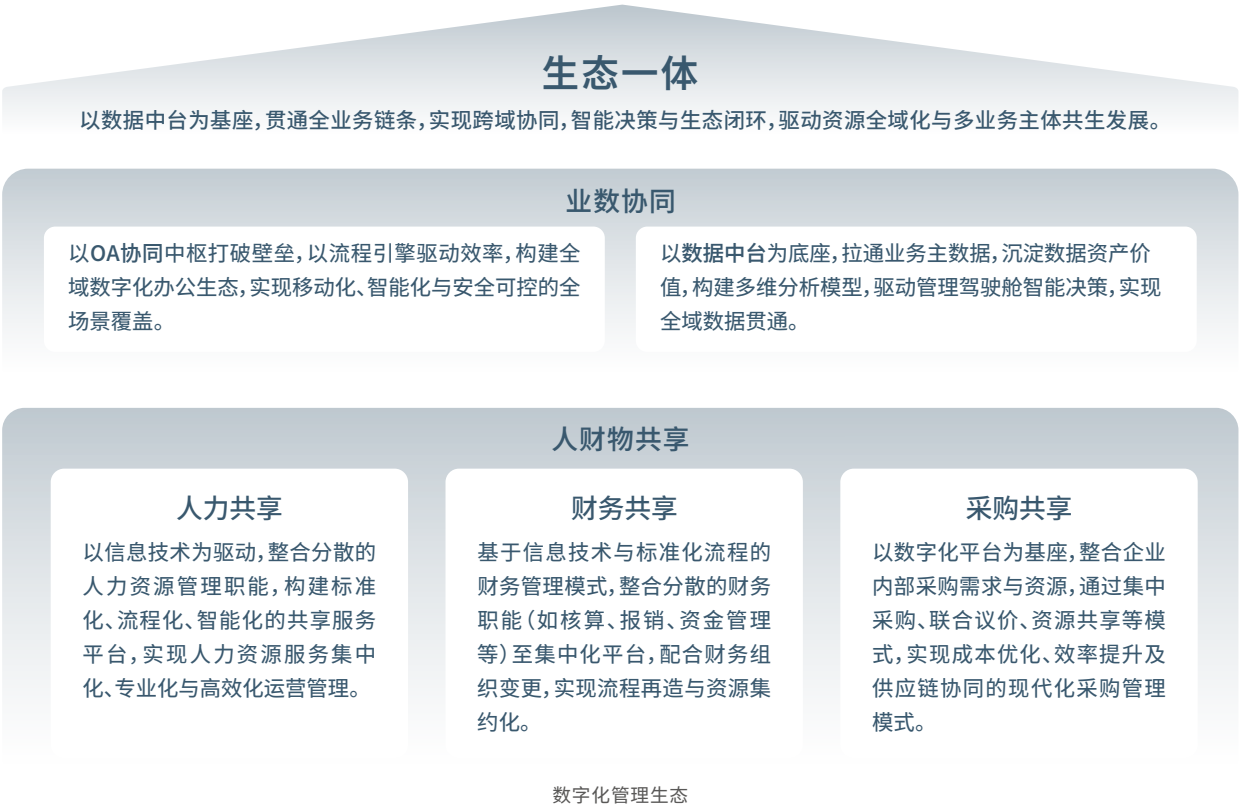 生态一体
以数据中台为基座，贯通全业务链条，实现跨域协同，智能决策与生态闭环，驱动资源全域化与多业务主体共生发展。
业数协同
以OA协同中枢打破壁垒，以流程引擎驱动效率，构建全
域数字化办公生态，实现移动化、智能化与安全可控的全
场景覆盖。
以数据中台为底座，拉通业务主数据，沉淀数据资产价
值，构建多维分析模型，驱动管理驾驶舱智能决策，实现
全域数据贯通。
人财物共享
人力共享
以信息技术为驱动，整合分散的
人力资源管理职能，构建标准
化、流程化、智能化的共享服务
平台，实现人力资源服务集中
化、专业化与高效化运营管理。
财务共享
基于信息技术与标准化流程的
财务管理模式，整合分散的财务
职能（如核算、报销、资金管理
等）至集中化平台，配合财务组
织变更，实现流程再造与资源集
约化。
采购共享
以数字化平台为基座，整合企业
内部采购需求与资源，通过集中
采购、联合议价、资源共享等模
式，实现成本优化、效率提升及
供应链协同的现代化采购管理
模式。
数字化管理生态